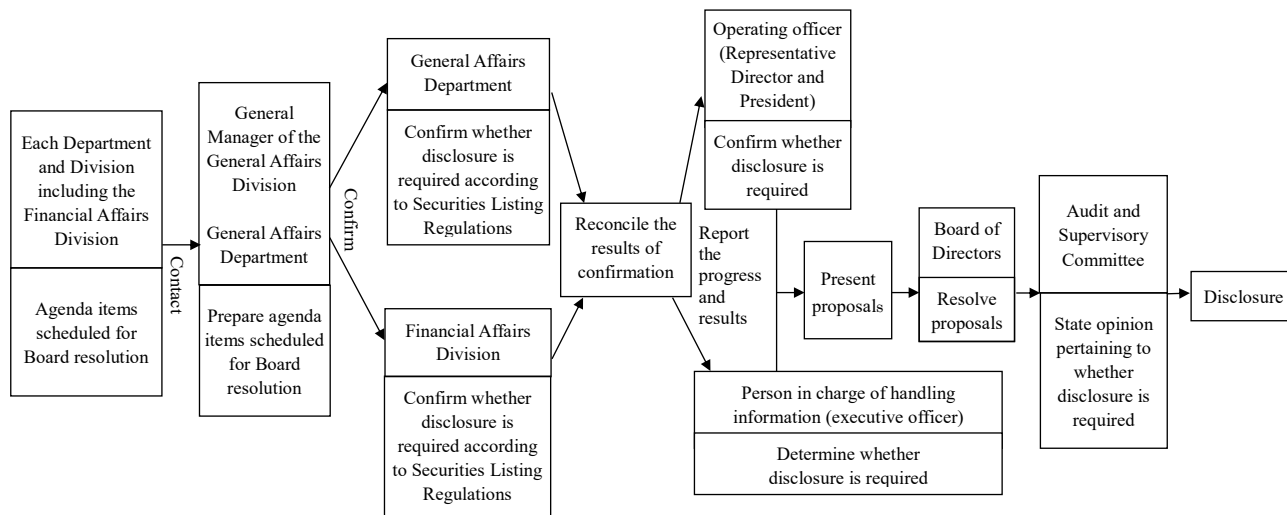 Each Department
and Division
including the
Financial Affairs
Division
Agenda items
scheduled for
Board resolution
Contact
General
Manager of the
General Affairs
Division
General Affairs
Department
Prepare agenda
items scheduled
for Board
resolution
Confirm
General Affairs
Department
Confirm whether
disclosure is
required according
to Securities Listing
Regulations
Financial Affairs
Division
Confirm whether
disclosure is
required according
to Securities Listing
Regulations
Reconcile the
results of
confirmation
Report
the
progress
and
results
Operating officer
(Representative
Director and
President)
Confirm whether
disclosure is
required
Person in charge of handling
information (executive officer)
Determine whether
disclosure is required
Present
proposals
Board of
Directors
Resolve
proposals
Audit and
Supervisory
Committee
State opinion
pertaining to
whether
disclosure is
required
Disclosure